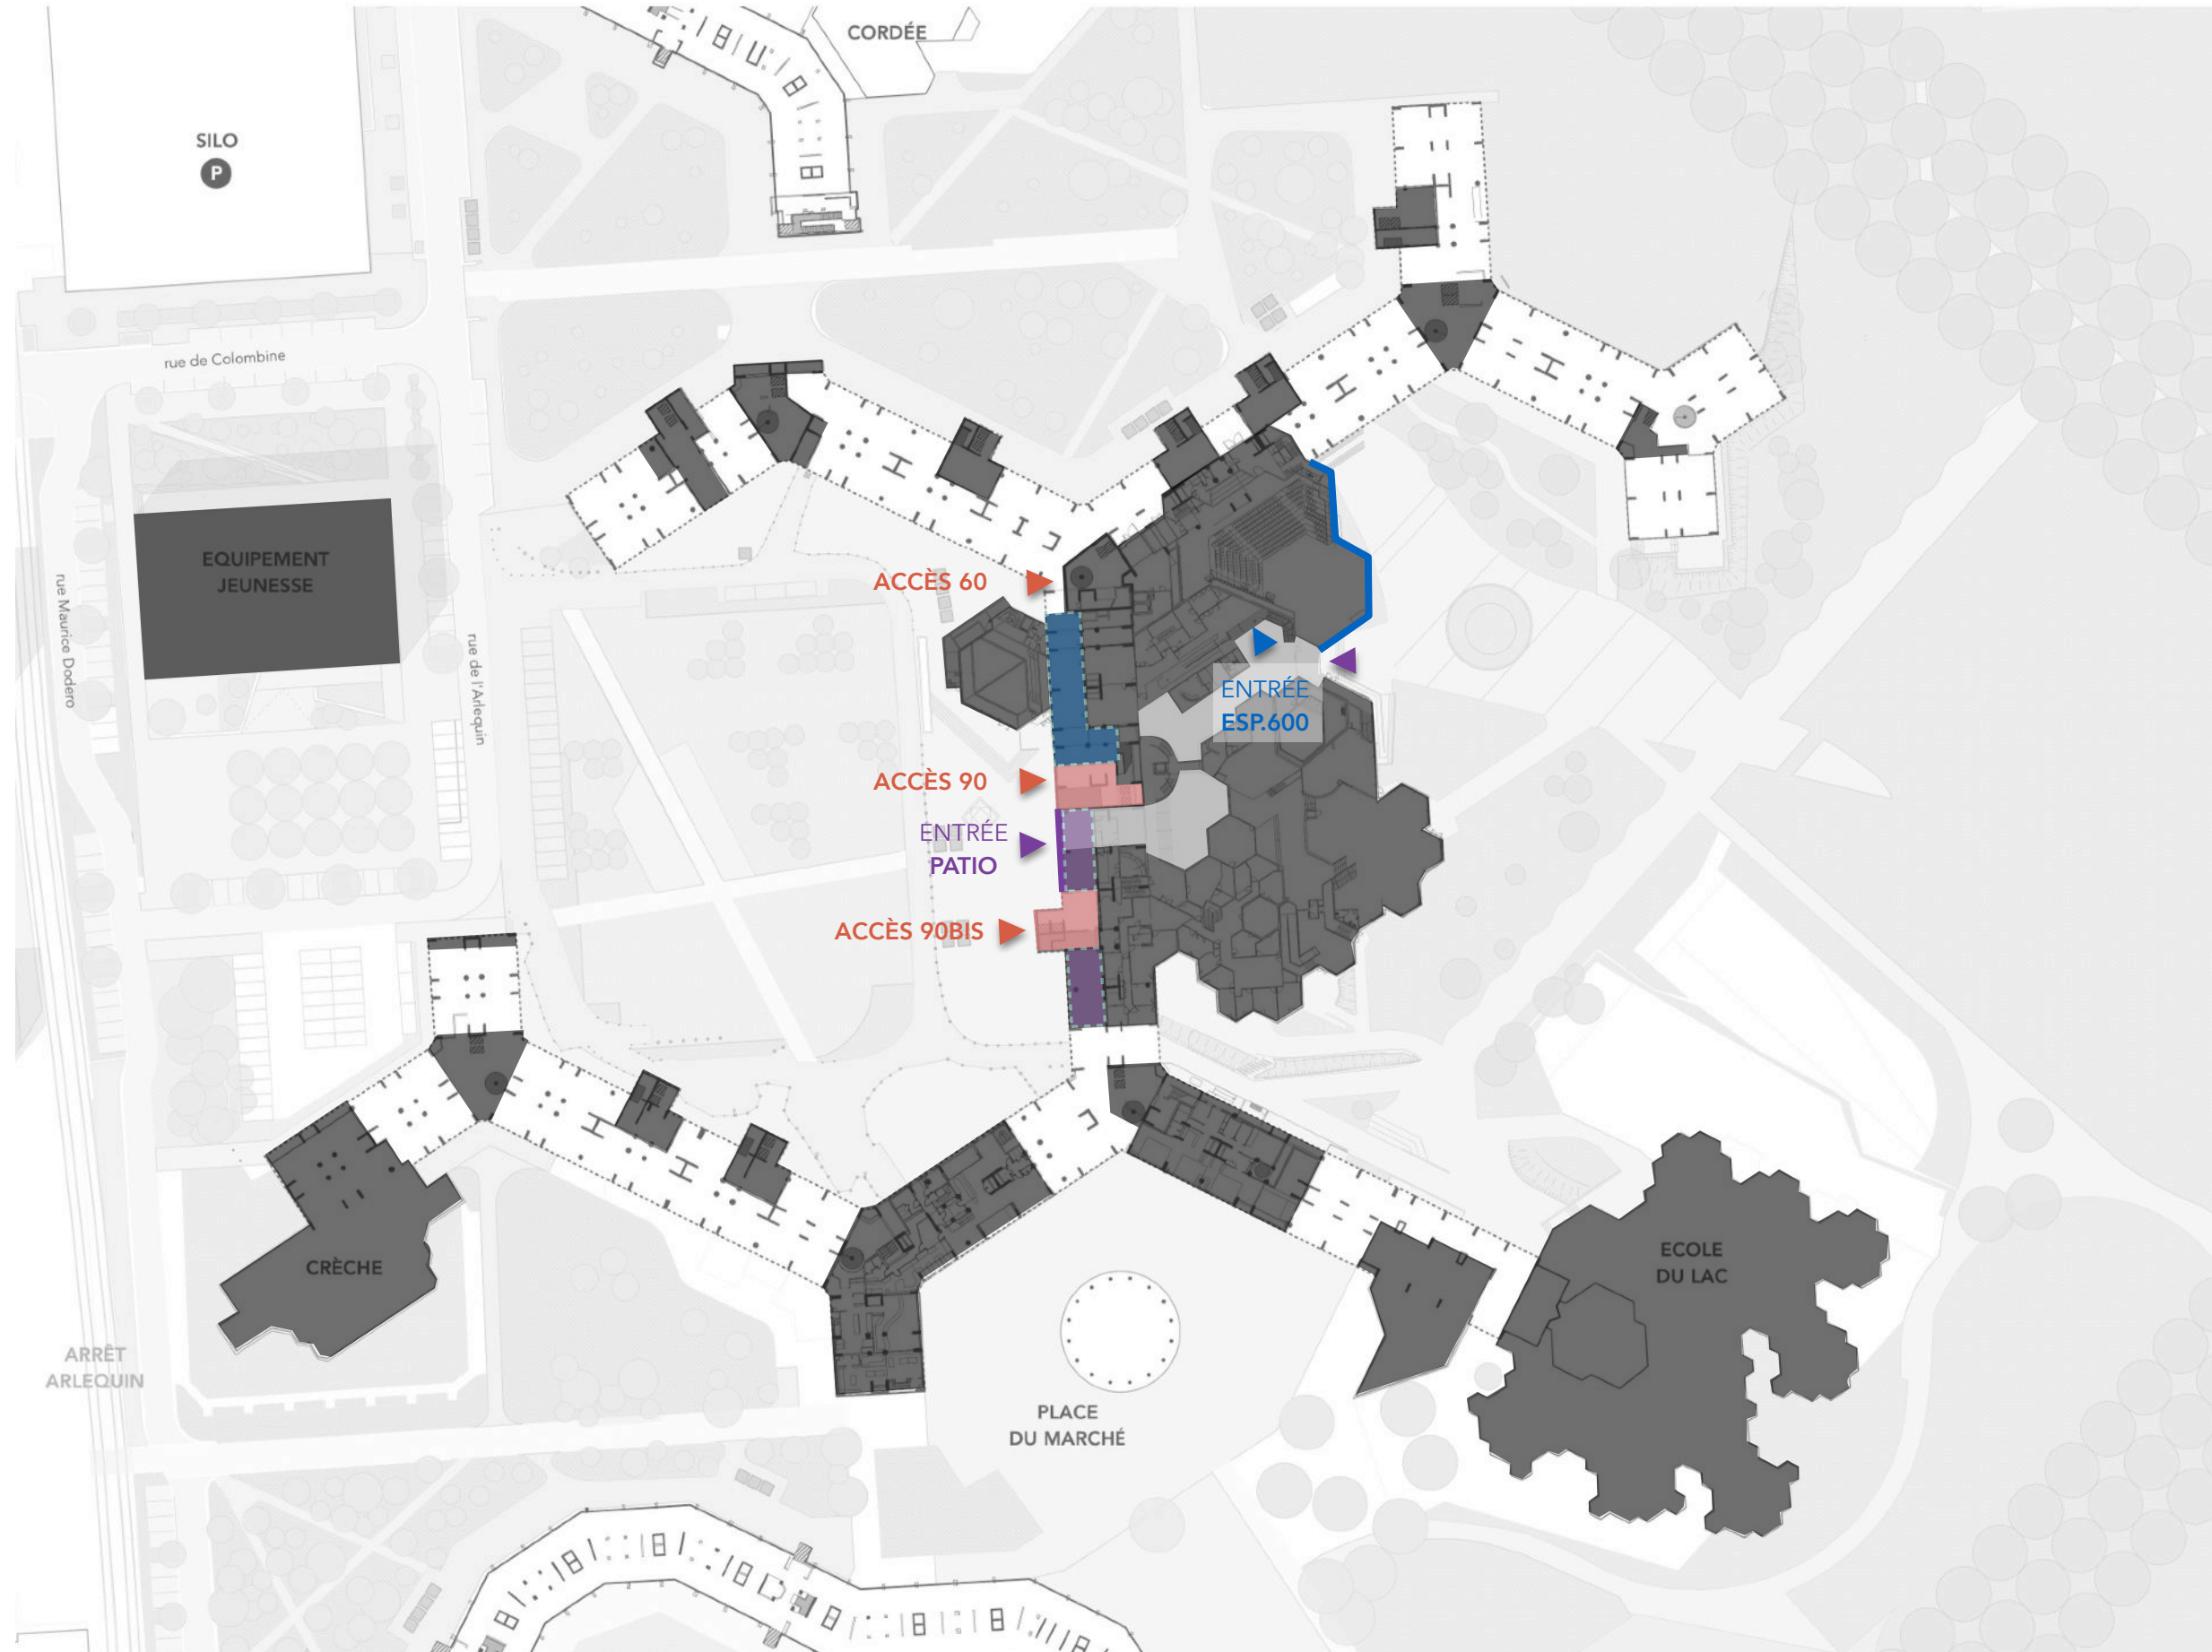 CORDÉE
SILO
P
rue de Colombine
EQUIPEMENT
JEUNESSE
rue Maurice Dodero
rue de l'Arlequin
ACCÈS 60
ENTRÉE
ESP.600
ACCÈS 90
ENTRÉE
PATIO
ACCÈS 90BIS
CRÈCHE
ECOLE
DU LAC
ARRÊT
ARLEQUIN
PLACE
DU MARCHÉ